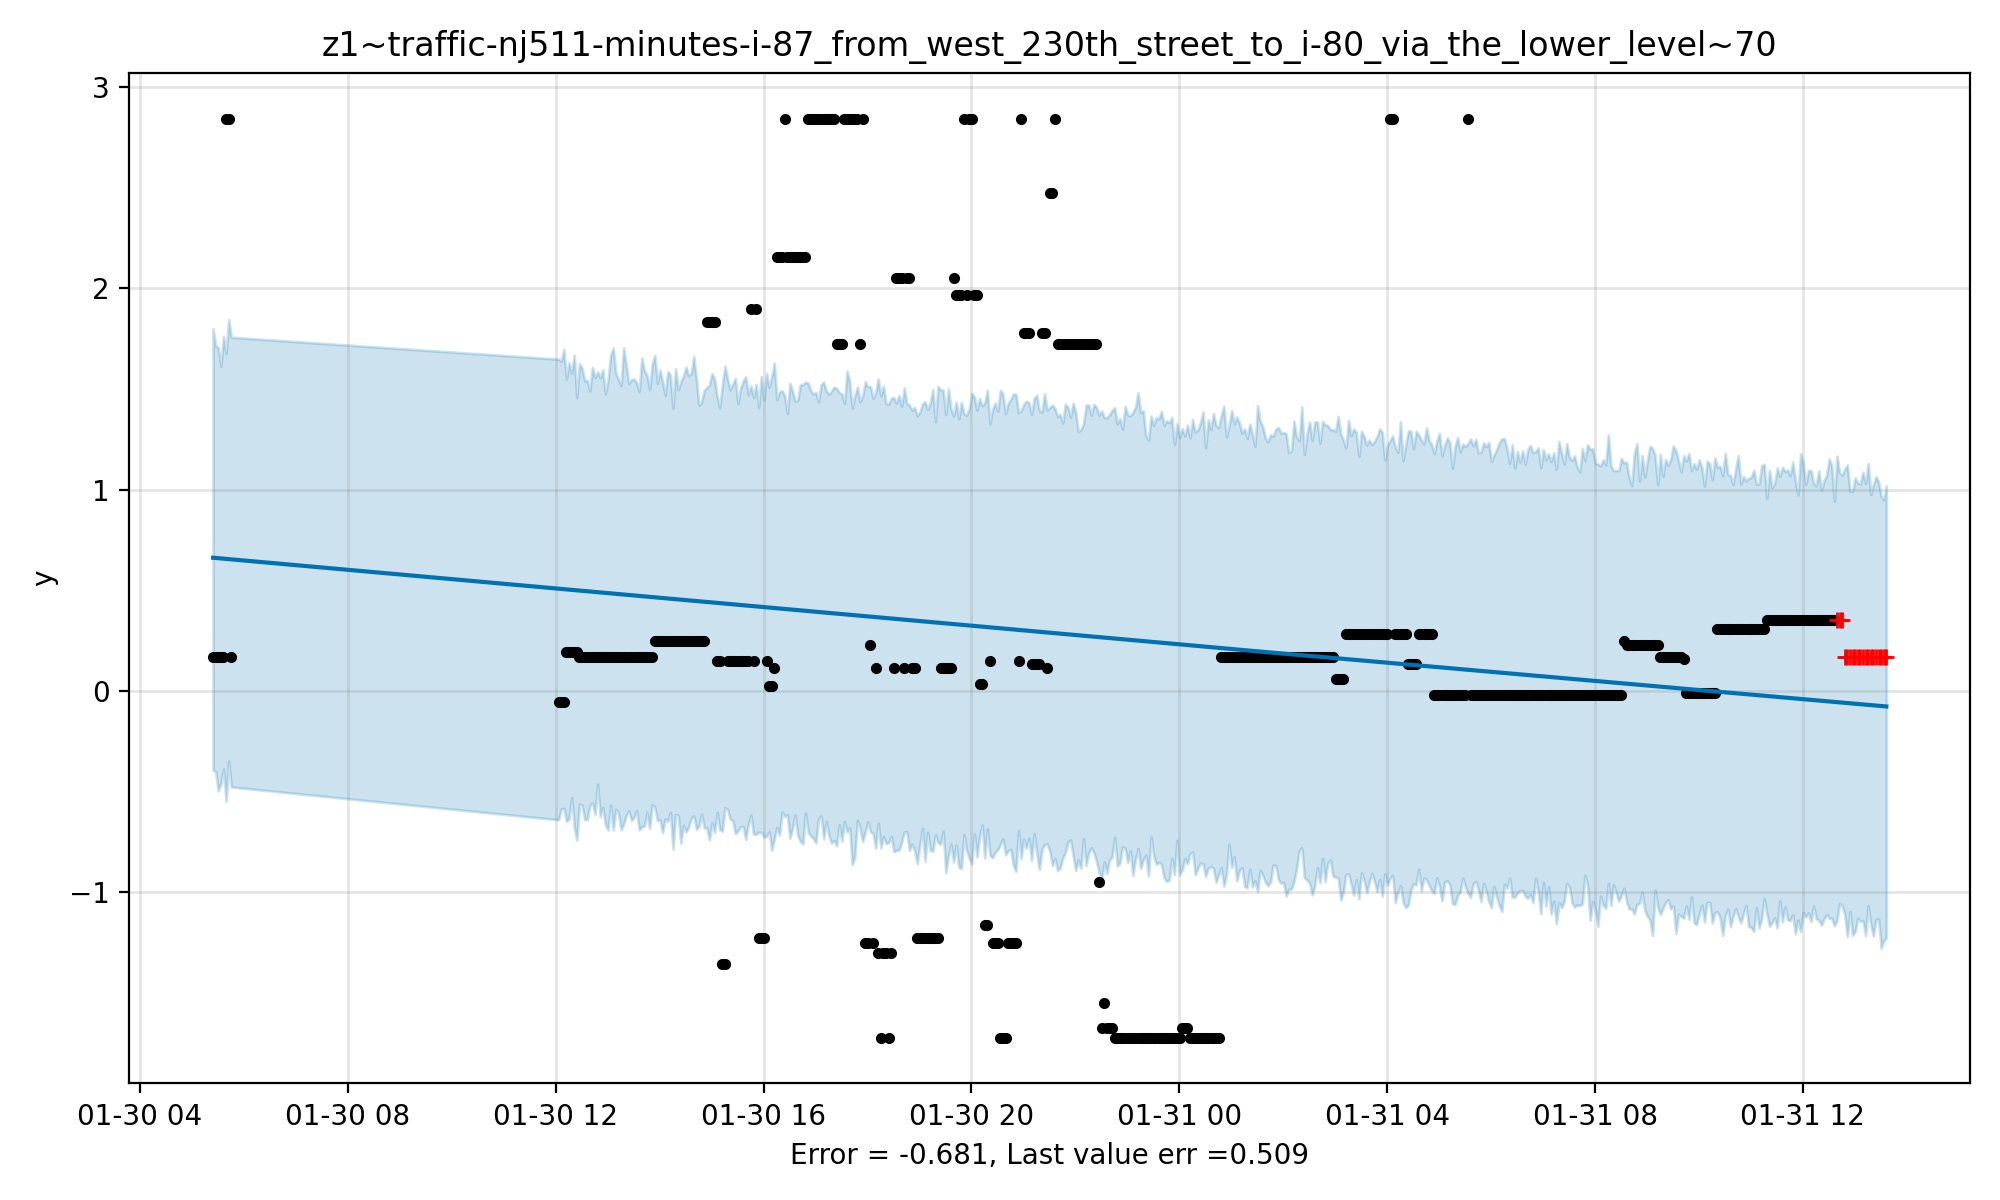 z1~traffic-nj511-minutes-i-87_from_west_230th_street_to_i-80_via_the_lower_level~70
3
2
1
0
−1
y
01-30 04 01-30 08 01-30 12 01-30 16 01-30 20 01-31 00 01-31 04 01-31 08 01-31 12
Error = -0.681, Last value err =0.509